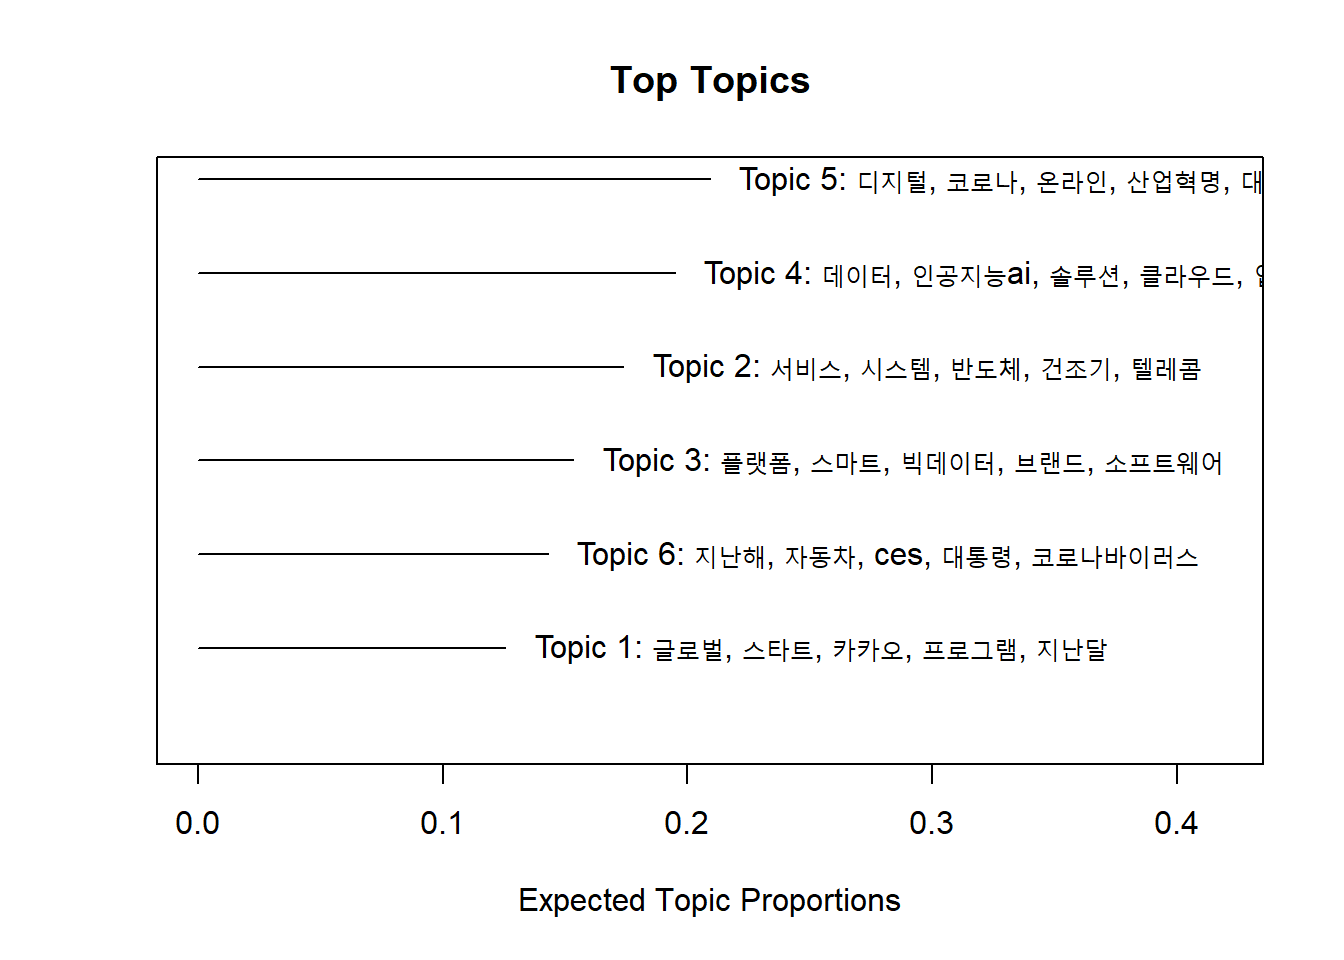 Top Topics
Topic 5: 디지털, 코로나, 온라인, 산업혁명, 대
Topic 4: 데이터, 인공지능ai, 솔루션, 클라우드,
Topic 2: 서비스, 시스템, 반도체, 건조기, 텔레콤
Topic 3: 플랫폼, 스마트, 빅데이터, 브랜드, 소프트웨어
Topic 6: 지난해, 자동차, ces, 대통령, 코로나바이러스
Topic 1: 글로벌, 스타트, 카카오, 프로그램, 지난달
0.0 0.1 0.2 0.3 0.4
Expected Topic Proportions